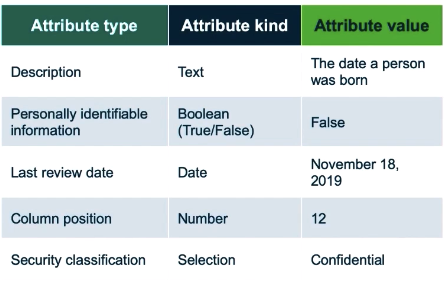 Attribute type Attribute kind Attribute value
Description Text The date a person
was born
Personally identifiable Boolean False
information (True/False)
Last review date Date November 18,
2019
Column position Number 12
Security classification Selection Confidential